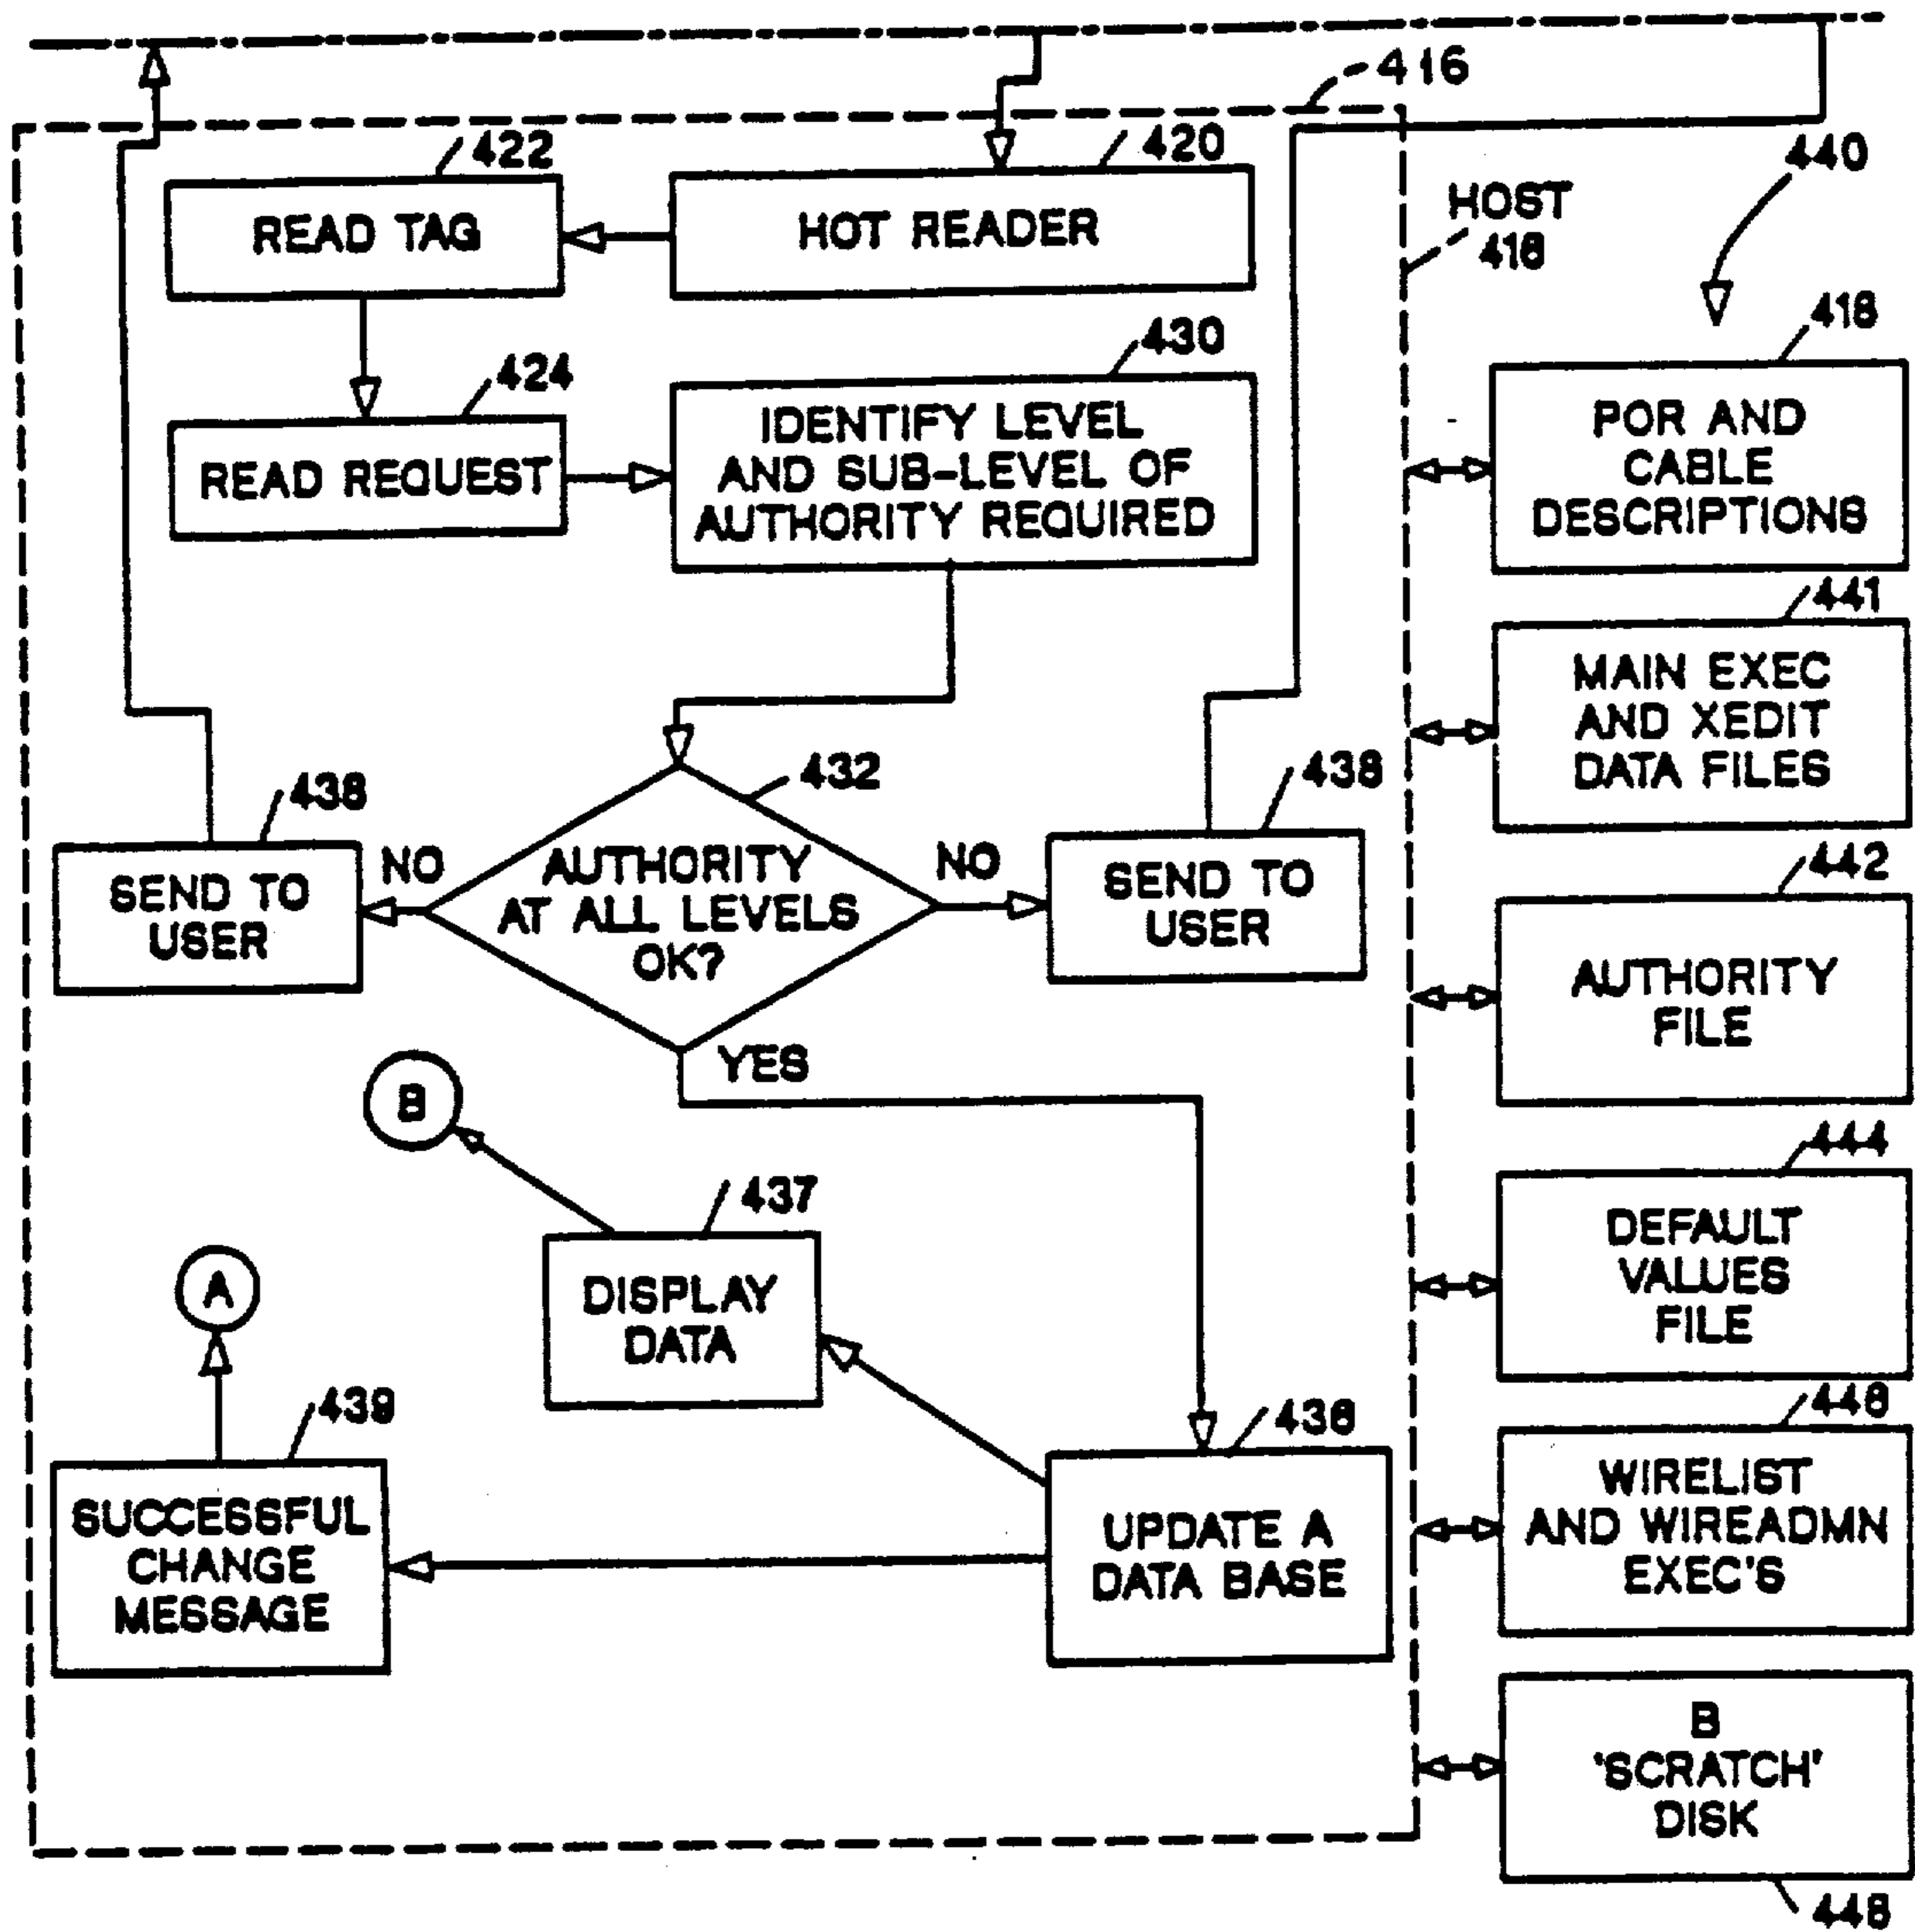 416
422
420
440
HOST
418
READ TAG
HOT READER
418
424
430
READ REQUEST
IDENTIFY LEVEL
AND SUB-LEVEL OF
AUTHORITY REQUIRED
POR AND
CABLE
DESCRIPTIONS
441
MAIN EXEC
AND XEDIT
DATA FILES
438
432
438
SEND TO
USER
NO
AUTHORITY
AT ALL LEVELS
OK?
NO
SEND TO
USER
442
AUTHORITY
FILE
YES
B
444
DEFAULT
VALUES
FILE
437
DISPLAY
DATA
A
439
SUCCESSFUL
CHANGE
MESSAGE
436
UPDATE A
DATA BASE
446
WIRELIST
AND WIREADMN
EXEC'S
B
'SCRATCH'
DISK
448